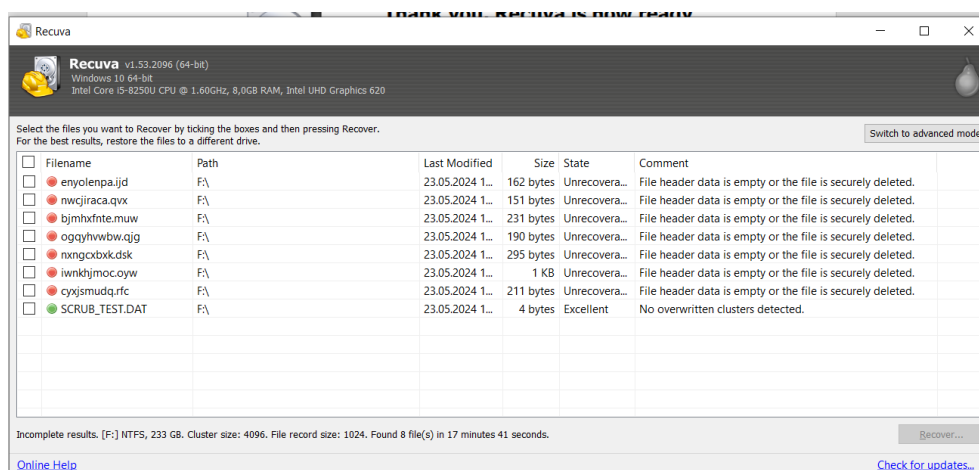 Thank you, Recuva is now ready
Recuva
Recuva v1.53.2096 (64-bit)
Windows 10 64-bit
Intel Core i5-8250U CPU @ 1.60GHz, 8,0GB RAM, Intel UHD Graphics 620
Select the files you want to Recover by ticking the boxes and then pressing Recover.
For the best results, restore the files to a different drive.
Switch to advanced mode
Filename Path Last Modified Size State Comment
enyolenpa.ijd F:\ 23.05.2024 1... 162 bytes Unrecovera... File header data is empty or the file is securely deleted.
nwcjiraca.qvx F:\ 23.05.2024 1... 151 bytes Unrecovera... File header data is empty or the file is securely deleted.
bjmhxfnte.muw F:\ 23.05.2024 1... 231 bytes Unrecovera... File header data is empty or the file is securely deleted.
ogqyhvwbw.qjg F:\ 23.05.2024 1... 190 bytes Unrecovera... File header data is empty or the file is securely deleted.
nxngcxbxk.dsk F:\ 23.05.2024 1... 295 bytes Unrecovera... File header data is empty or the file is securely deleted.
iwnkhjmoc.oyw F:\ 23.05.2024 1... 1 KB Unrecovera... File header data is empty or the file is securely deleted.
cyxjsmudq.rfc F:\ 23.05.2024 1... 211 bytes Unrecovera... File header data is empty or the file is securely deleted.
SCRUB_TEST.DAT F:\ 23.05.2024 1... 4 bytes Excellent No overwritten clusters detected.
Incomplete results. [F:] NTFS, 233 GB. Cluster size: 4096. File record size: 1024. Found 8 file(s) in 17 minutes 41 seconds.
Recover...
Online Help
Check for updates...